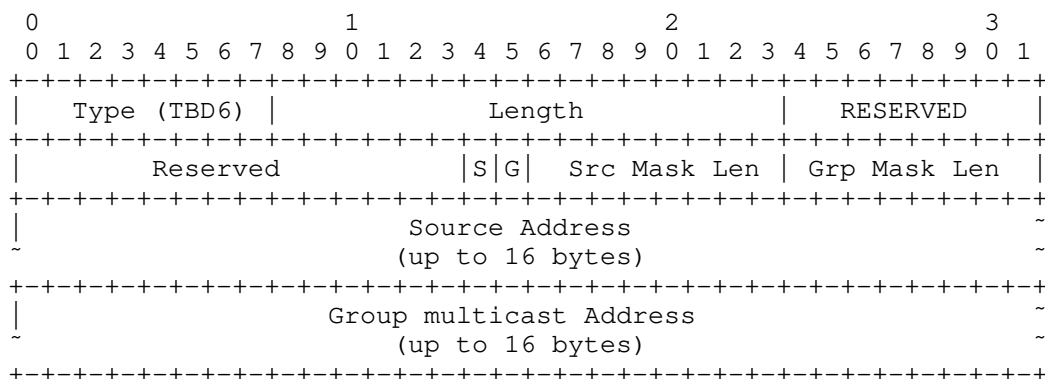 0                   1                   2                   3
0 1 2 3 4 5 6 7 8 9 0 1 2 3 4 5 6 7 8 9 0 1 2 3 4 5 6 7 8 9 0 1
+-+-+-+-+-+-+-+-+-+-+-+-+-+-+-+-+-+-+-+-+-+-+-+-+-+-+-+-+-+-+-+-+
|  Type (TBD6)  |            Length             |   RESERVED    |
+-+-+-+-+-+-+-+-+-+-+-+-+-+-+-+-+-+-+-+-+-+-+-+-+-+-+-+-+-+-+-+-+
|        Reserved           |S|G|  Src Mask Len | Grp Mask Len  |
+-+-+-+-+-+-+-+-+-+-+-+-+-+-+-+-+-+-+-+-+-+-+-+-+-+-+-+-+-+-+-+-+
|                       Source Address                          ~
~                      (up to 16 bytes)                         ~
+-+-+-+-+-+-+-+-+-+-+-+-+-+-+-+-+-+-+-+-+-+-+-+-+-+-+-+-+-+-+-+-+
|                  Group multicast Address                      ~
~                      (up to 16 bytes)                         ~
+-+-+-+-+-+-+-+-+-+-+-+-+-+-+-+-+-+-+-+-+-+-+-+-+-+-+-+-+-+-+-+-+